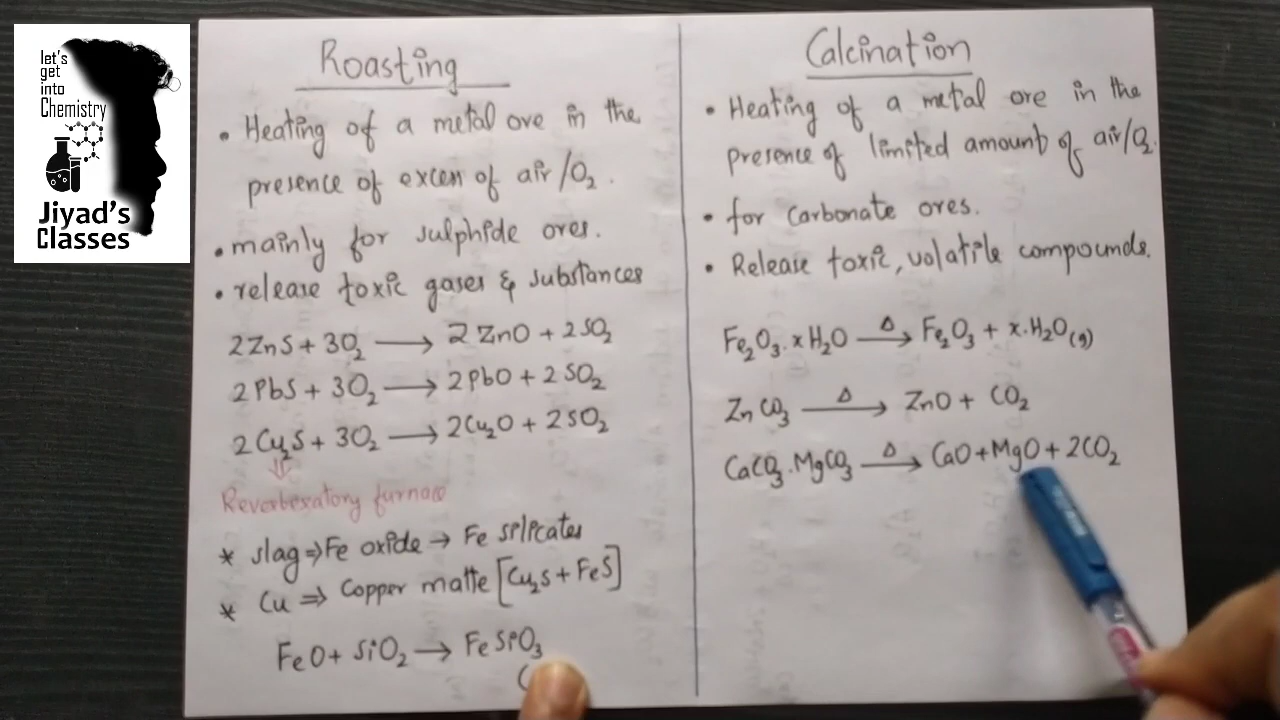 let's
get
into
Chemistry
Jiyad's
Classes
Roasting
• Heating of a metal ore in the
presence of excess of air/O₂.
• mainly for sulphide ores.
• release toxic gases & substances
2ZnS + 3O₂ → 2ZnO + 2SO₂
2PbS + 3O₂ → 2PbO + 2SO₂
2Cu₂S + 3O₂ → 2Cu₂O + 2SO₂
Reverberatory furnace
* slag ⇒ Fe oxide → Fe silicates
* Cu ⇒ Copper matte [Cu₂S + FeS]
FeO + SiO₂ → FeSiO₃
(
Calcination
• Heating of a metal ore in the
presence of limited amount of air/O₂.
• for carbonate ores.
• Release toxic, volatile compounds.
Fe₂O₃.xH₂O →Δ Fe₂O₃ + x.H₂O(g)
ZnCO₃ →Δ ZnO + CO₂
CaCO₃.MgCO₃ →Δ CaO + MgO + 2CO₂